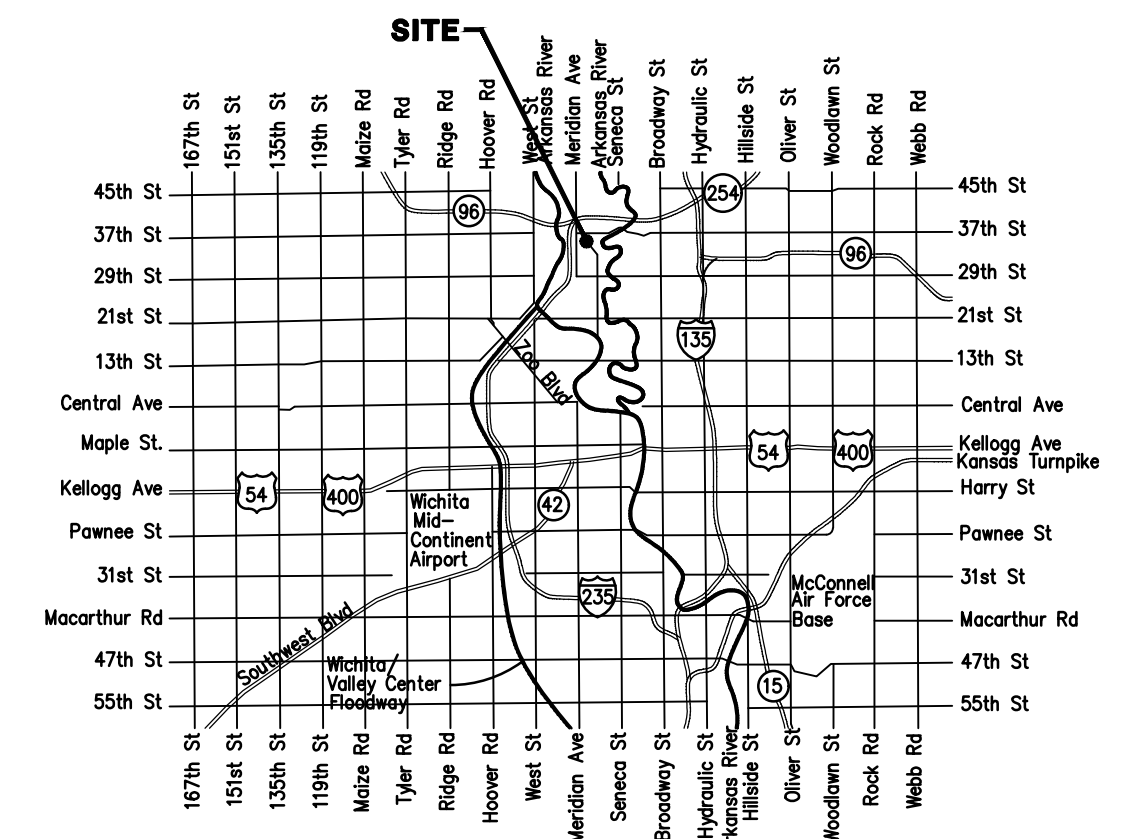 SITE
167th St
151st St
135th St
119th St
Maize Rd
Tyler Rd
Ridge Rd
Hoover Rd
West St
Arkansas River
Meridian Ave
Arkansas River
Seneca St
Broadway St
Hydraulic St
Hillside St
Oliver St
Woodlawn St
Rock Rd
Webb Rd
45th St
254
45th St
96
37th St
37th St
96
29th St
29th St
21st St
21st St
135
13th St
Zoo Blvd
13th St
Central Ave
Central Ave
Maple St.
54
400
Kellogg Ave
Kansas Turnpike
Kellogg Ave
54
400
Harry St
Wichita
Mid-
Continent
Airport
42
Pawnee St
Pawnee St
31st St
31st St
McConnell
Air Force
Base
235
Macarthur Rd
Macarthur Rd
Southwest Blvd
47th St
47th St
Wichita/
Valley Center
Floodway
15
55th St
55th St
167th St
151st St
135th St
119th St
Maize Rd
Tyler Rd
Ridge Rd
Hoover Rd
West St
Meridian Ave
Seneca St
Broadway St
Hydraulic St
rkansas River
Hillside St
Oliver St
Woodlawn St
Rock Rd
Webb Rd